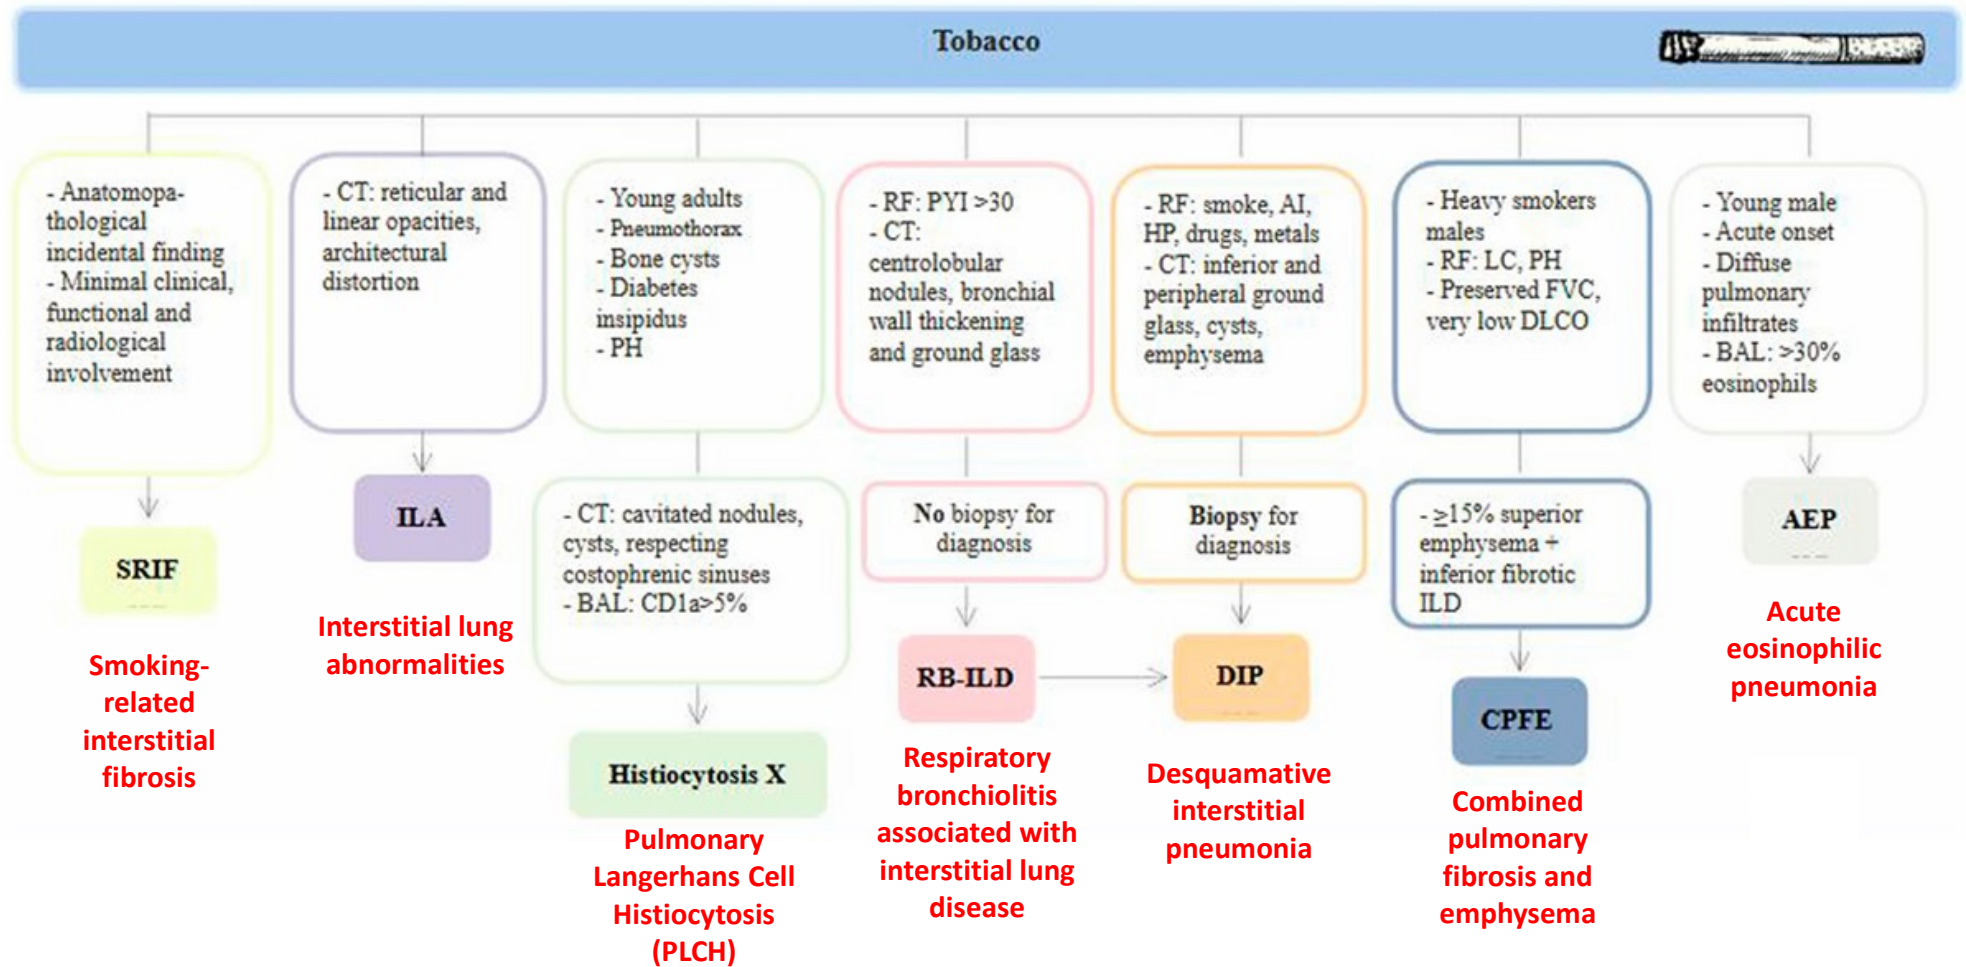 Tobacco
- Anatomopa-
thological
incidental finding
- Minimal clinical,
functional and
radiological
involvement
SRIF
Smoking-
related
interstitial
fibrosis
- CT: reticular and
linear opacities,
architectural
distortion
ILA
Interstitial lung
abnormalities
- Young adults
- Pneumothorax
- Bone cysts
- Diabetes
insipidus
- PH
- CT: cavitated nodules,
cysts, respecting
costophrenic sinuses
- BAL: CD1a>5%
Histiocytosis X
Pulmonary
Langerhans Cell
Histiocytosis
(PLCH)
- RF: PYI >30
- CT:
centrolobular
nodules, bronchial
wall thickening
and ground glass
No biopsy for
diagnosis
RB-ILD
Respiratory
bronchiolitis
associated with
interstitial lung
disease
- RF: smoke, AI,
HP, drugs, metals
- CT: inferior and
peripheral ground
glass, cysts,
emphysema
Biopsy for
diagnosis
DIP
Desquamative
interstitial
pneumonia
- Heavy smokers
males
- RF: LC, PH
- Preserved FVC,
very low DLCO
- ≥15% superior
emphysema +
inferior fibrotic
ILD
CPFE
Combined
pulmonary
fibrosis and
emphysema
- Young male
- Acute onset
- Diffuse
pulmonary
infiltrates
- BAL: >30%
eosinophils
AEP
Acute
eosinophilic
pneumonia